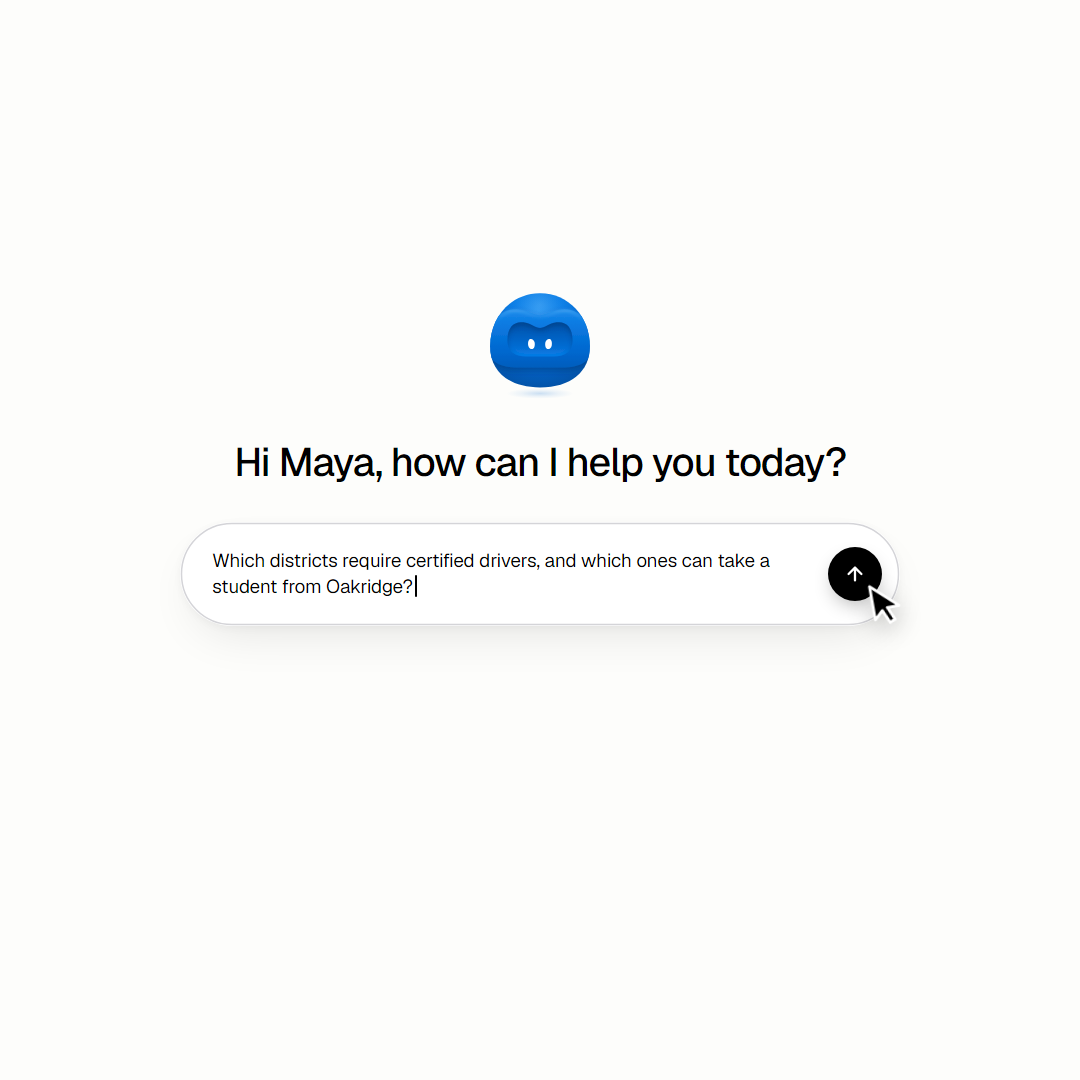 Hi Maya, how can I help you today?
Which districts require certified drivers, and which ones can take a
student from Oakridge?